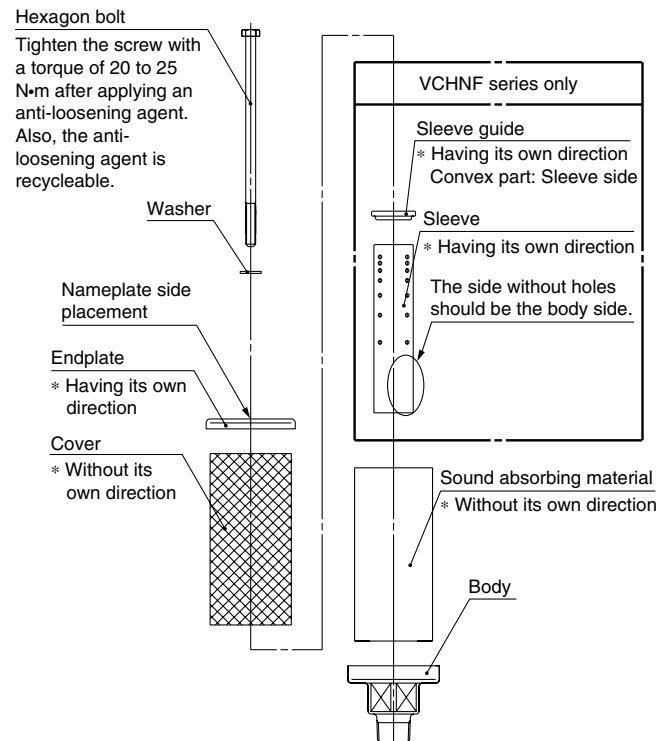 Hexagon bolt
Tighten the screw with
a torque of 20 to 25
N•m after applying an
anti-loosening agent.
Also, the anti-
loosening agent is
recycleable.
Washer
Nameplate side
placement
Endplate
* Having its own
direction
Cover
* Without its
own direction
VCHNF series only
Sleeve guide
* Having its own direction
Convex part: Sleeve side
Sleeve
* Having its own direction
The side without holes
should be the body side.
Sound absorbing material
* Without its own direction
Body